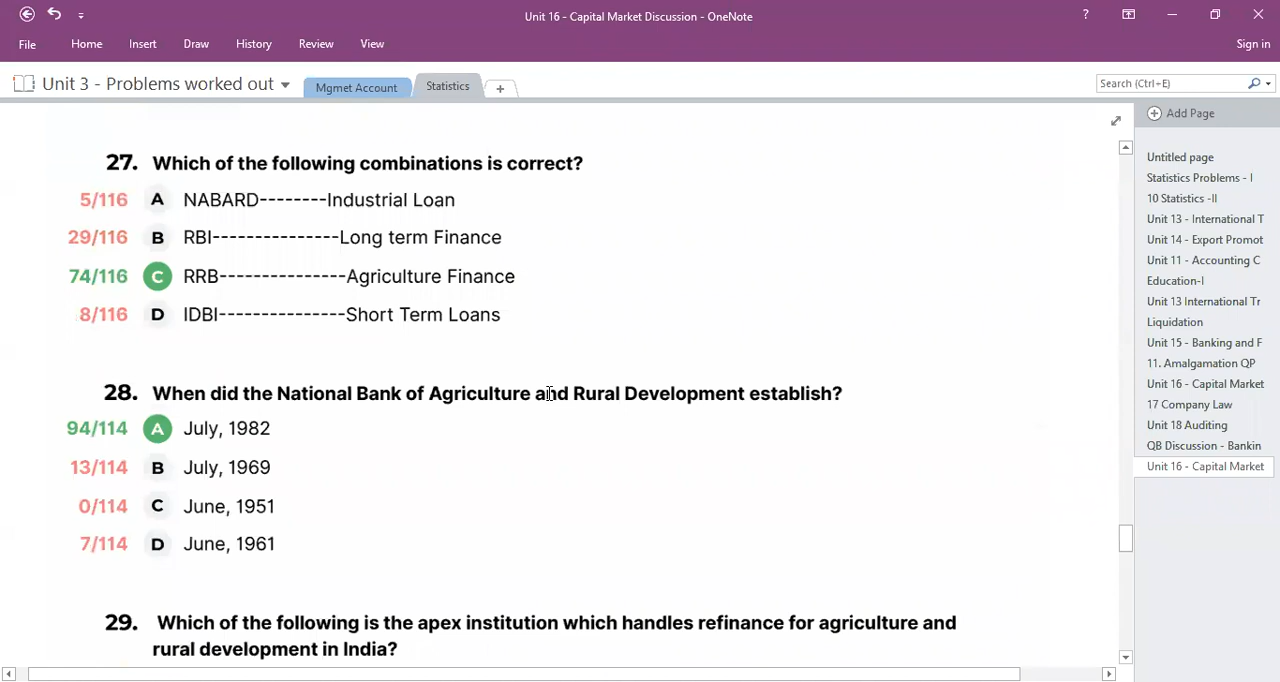 Unit 16 - Capital Market Discussion - OneNote
?
File Home Insert Draw History Review View Sign in
Unit 3 - Problems worked out Mgmet Account Statistics + Search (Ctrl+E)
Add Page
Untitled page
Statistics Problems - I
10 Statistics -II
Unit 13 - International T
Unit 14 - Export Promot
Unit 11 - Accounting C
Education-I
Unit 13 International Tr
Liquidation
Unit 15 - Banking and F
11. Amalgamation QP
Unit 16 - Capital Market
17 Company Law
Unit 18 Auditing
QB Discussion - Bankin
Unit 16 - Capital Market
27. Which of the following combinations is correct?
5/116 A NABARD--------Industrial Loan
29/116 B RBI---------------Long term Finance
74/116 C RRB---------------Agriculture Finance
8/116 D IDBI---------------Short Term Loans
28. When did the National Bank of Agriculture and Rural Development establish?
94/114 A July, 1982
13/114 B July, 1969
0/114 C June, 1951
7/114 D June, 1961
29. Which of the following is the apex institution which handles refinance for agriculture and
rural development in India?